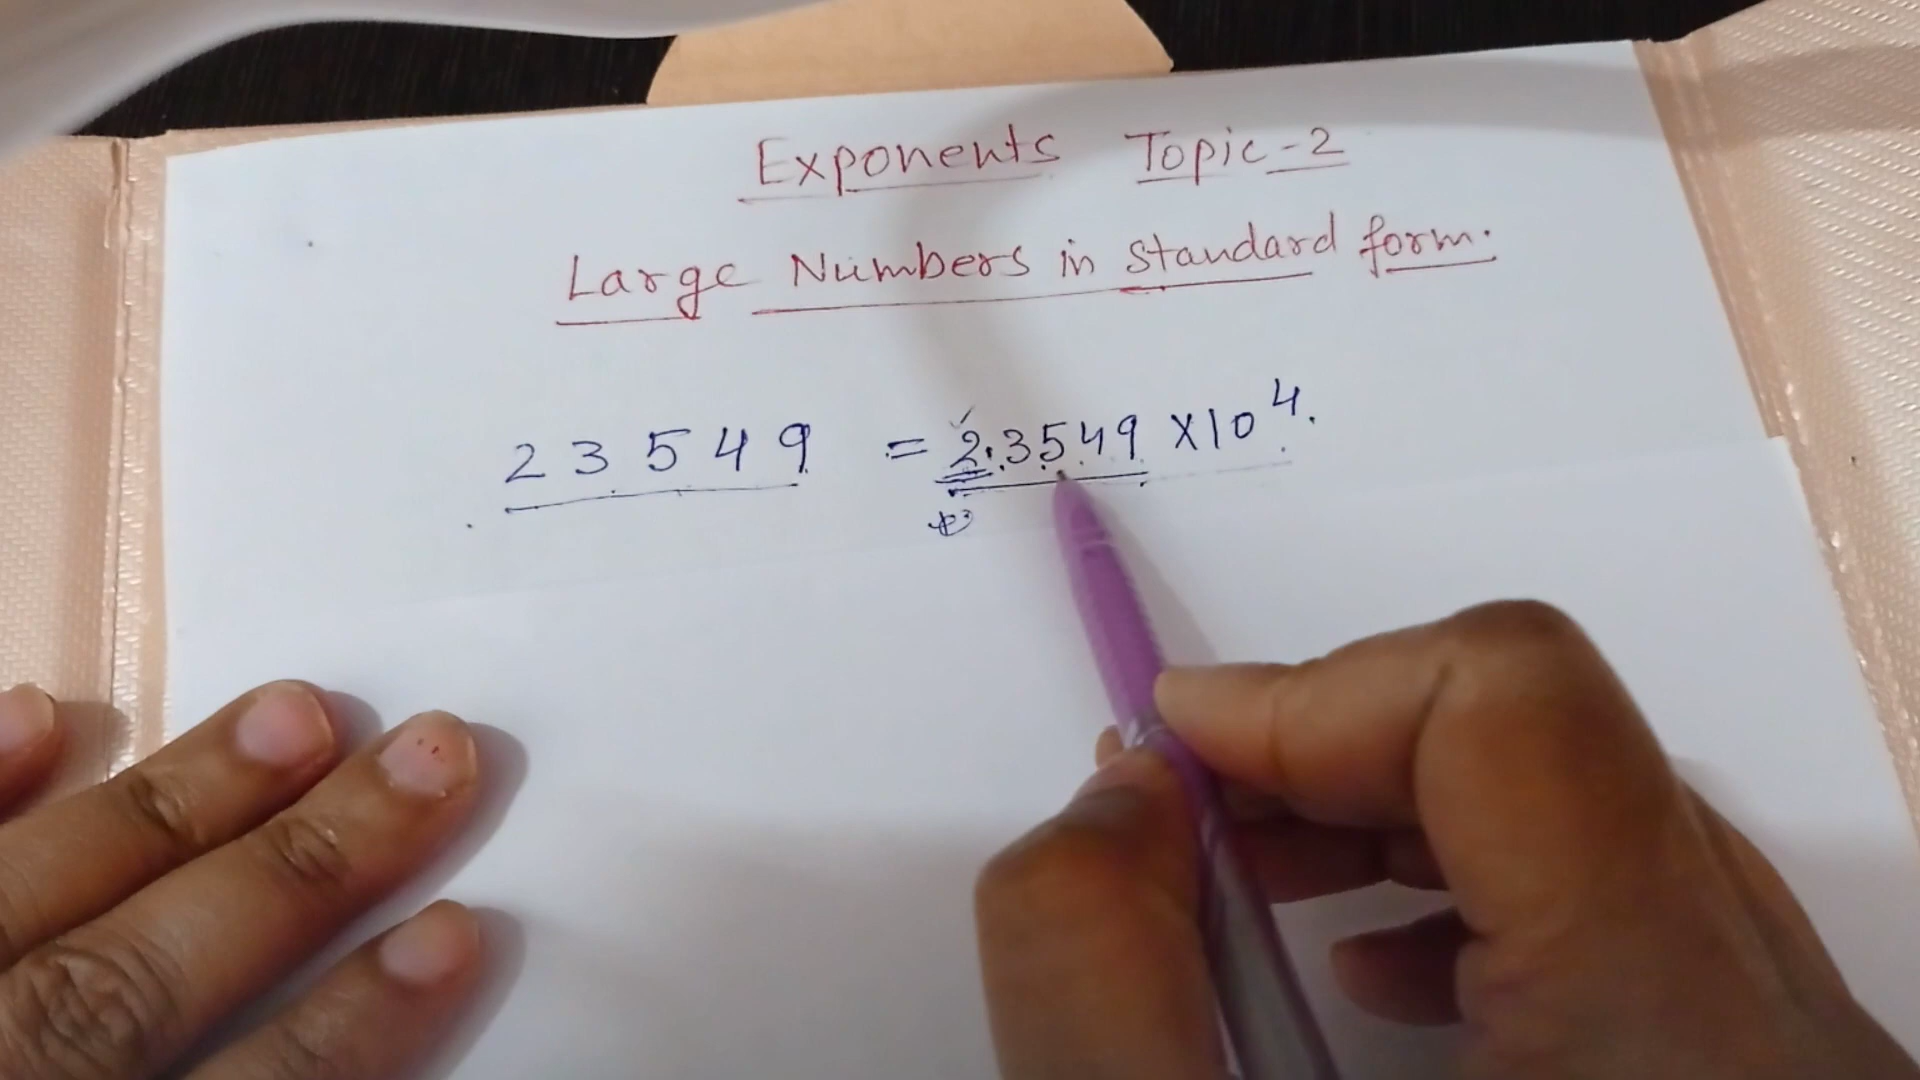 Exponents Topic-2
Large Numbers in standard form.
23549 = 2.3549 × 10⁴.